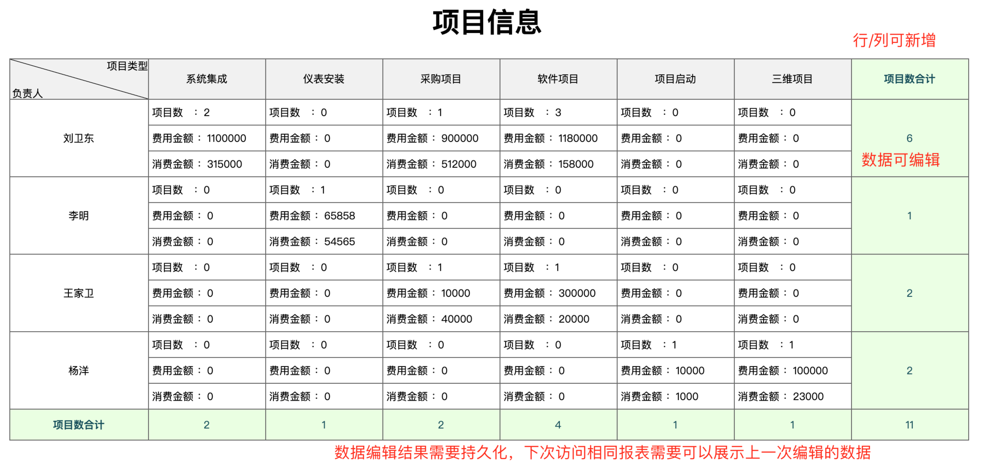 项目信息
行/列可新增
项目类型
负责人
系统集成 仪表安装 采购项目 软件项目 项目启动 三维项目 项目数合计
项目数 ：2 项目数 ：0 项目数 ：1 项目数 ：3 项目数 ：0 项目数 ：0
刘卫东 费用金额：1100000 费用金额：0 费用金额：900000 费用金额：1180000 费用金额：0 费用金额：0 6
消费金额：315000 消费金额：0 消费金额：512000 消费金额：158000 消费金额：0 消费金额：0 数据可编辑
项目数 ：0 项目数 ：1 项目数 ：0 项目数 ：0 项目数 ：0 项目数 ：0
李明 费用金额：0 费用金额：65858 费用金额：0 费用金额：0 费用金额：0 费用金额：0 1
消费金额：0 消费金额：54565 消费金额：0 消费金额：0 消费金额：0 消费金额：0
项目数 ：0 项目数 ：0 项目数 ：1 项目数 ：1 项目数 ：0 项目数 ：0
王家卫 费用金额：0 费用金额：0 费用金额：10000 费用金额：300000 费用金额：0 费用金额：0 2
消费金额：0 消费金额：0 消费金额：40000 消费金额：20000 消费金额：0 消费金额：0
项目数 ：0 项目数 ：0 项目数 ：0 项目数 ：0 项目数 ：1 项目数 ：1
杨洋 费用金额：0 费用金额：0 费用金额：0 费用金额：0 费用金额：10000 费用金额：100000 2
消费金额：0 消费金额：0 消费金额：0 消费金额：0 消费金额：1000 消费金额：23000
项目数合计 2 1 2 4 1 1 11
数据编辑结果需要持久化，下次访问相同报表需要可以展示上一次编辑的数据